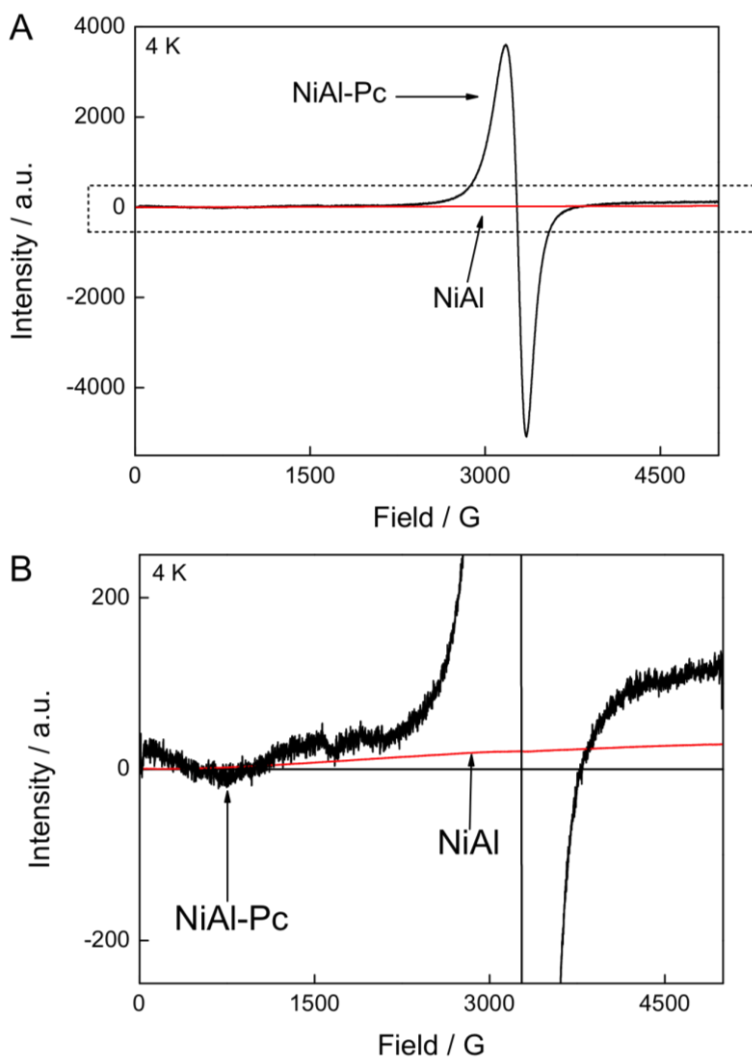 A
4 K
4000
2000
0
-2000
-4000
Intensity / a.u.
NiAl-Pc
NiAl
0
1500
3000
4500
Field / G
B
4 K
200
0
-200
Intensity / a.u.
NiAl
NiAl-Pc
0
1500
3000
4500
Field / G